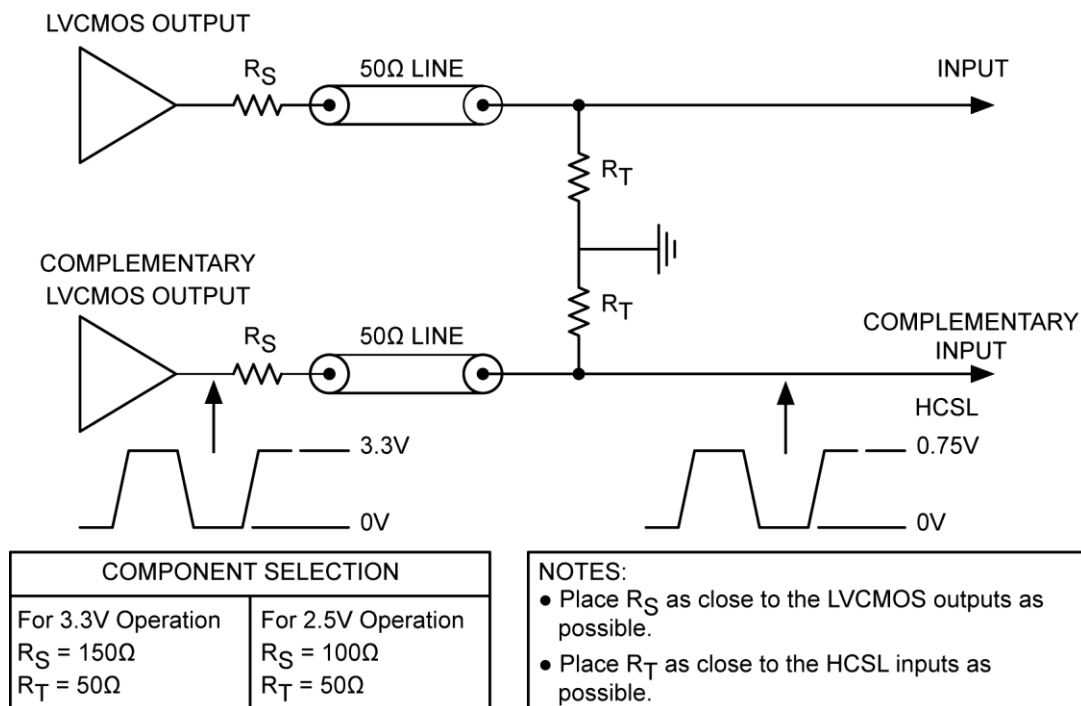 LVCMOS OUTPUT
RS
50Ω LINE
INPUT
RT
COMPLEMENTARY
LVCMOS OUTPUT
RS
50Ω LINE
RT
COMPLEMENTARY
INPUT
HCSL
3.3V
0V
0.75V
0V
COMPONENT SELECTION
For 3.3V Operation
RS = 150Ω
RT = 50Ω
For 2.5V Operation
RS = 100Ω
RT = 50Ω
NOTES:
● Place RS as close to the LVCMOS outputs as
possible.
● Place RT as close to the HCSL inputs as
possible.